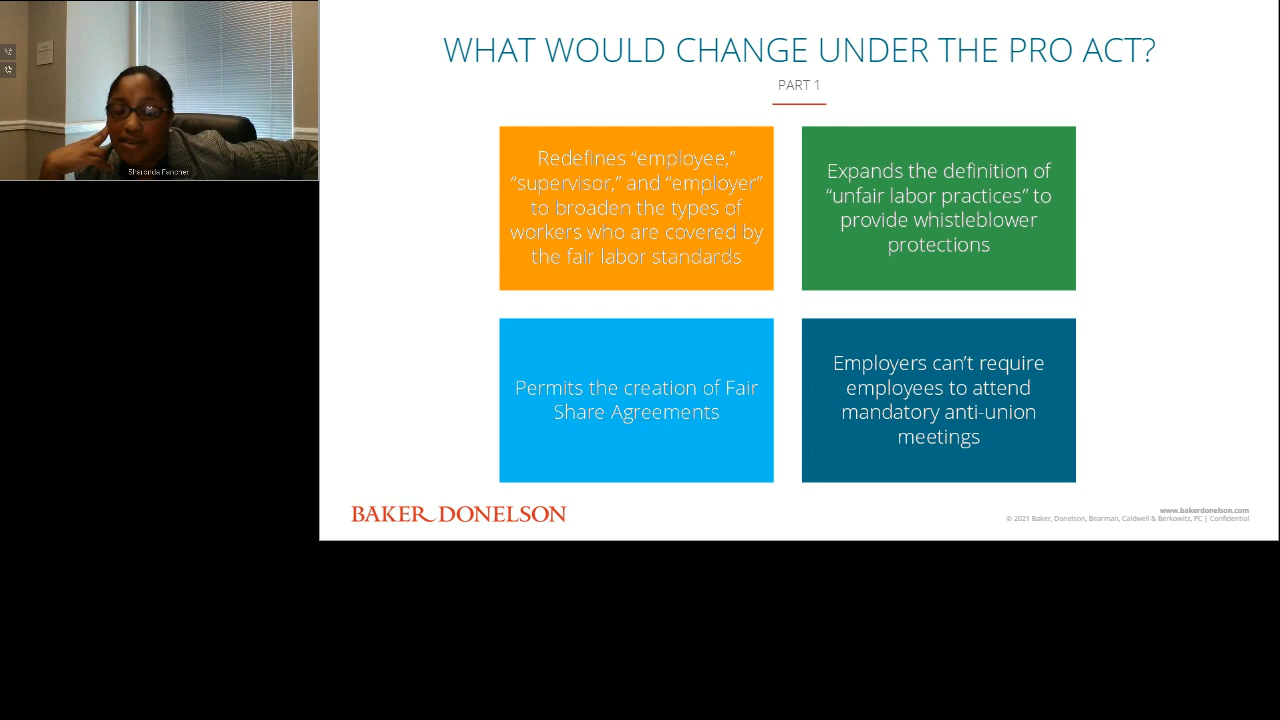 Sharonda Fancher
WHAT WOULD CHANGE UNDER THE PRO ACT?
PART 1
Redefines “employee,”
“supervisor,” and “employer”
to broaden the types of
workers who are covered by
the fair labor standards
Expands the definition of
“unfair labor practices” to
provide whistleblower
protections
Permits the creation of Fair
Share Agreements
Employers can’t require
employees to attend
mandatory anti-union
meetings
BAKER DONELSON
www.bakerdonelson.com
© 2021 Baker, Donelson, Bearman, Caldwell & Berkowitz, PC | Confidential